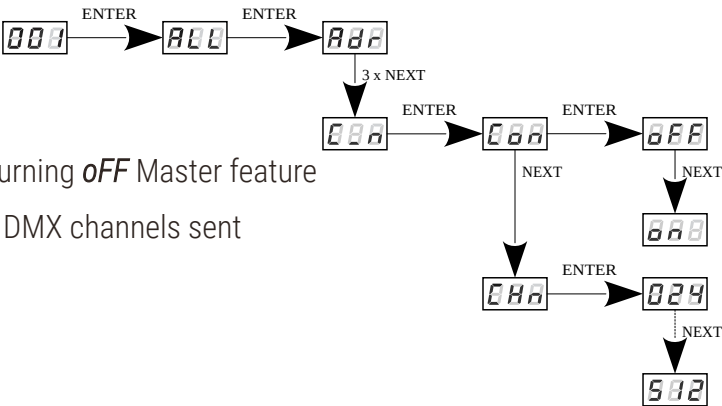 ENTER ENTER
001 ALL Adr
3 x NEXT
ENTER ENTER
C_n Con oFF
urning oFF Master feature
NEXT NEXT
DMX channels sent
on
ENTER
CHn 024
NEXT
512